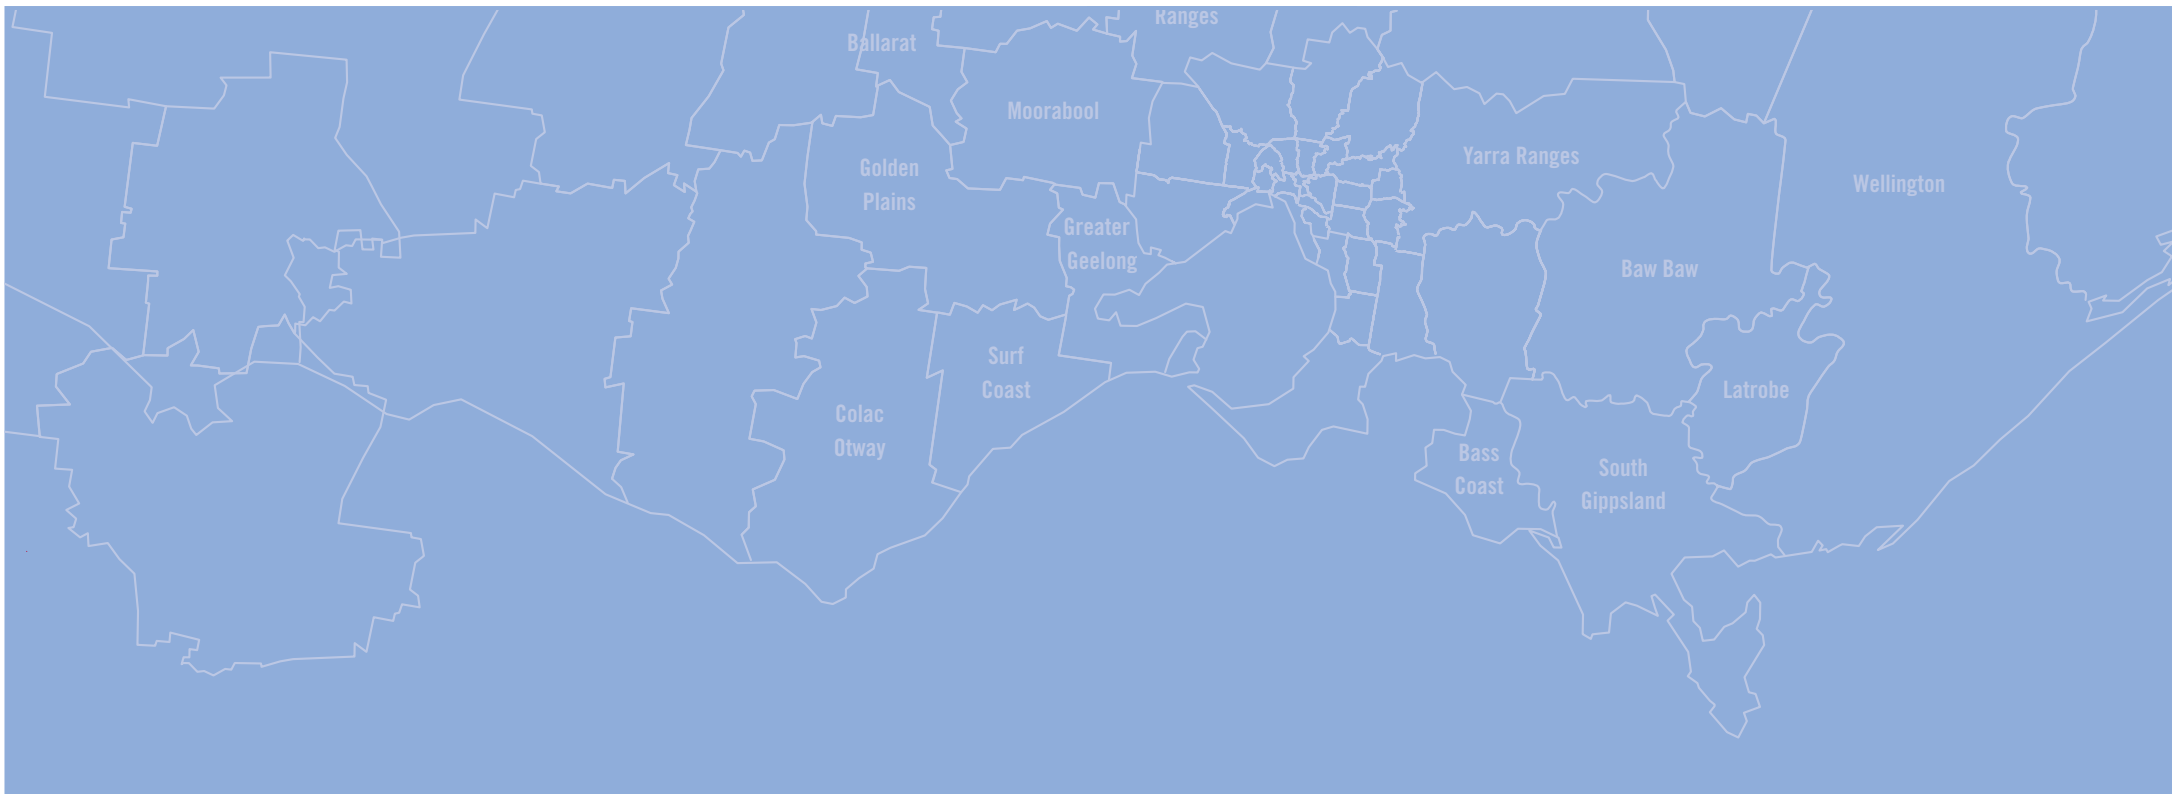 Ranges
Ballarat
Moorabool
Yarra Ranges
Golden
Plains
Wellington
Greater
Geelong
Baw Baw
Surf
Coast
Latrobe
Colac
Otway
Bass
Coast
South
Gippsland